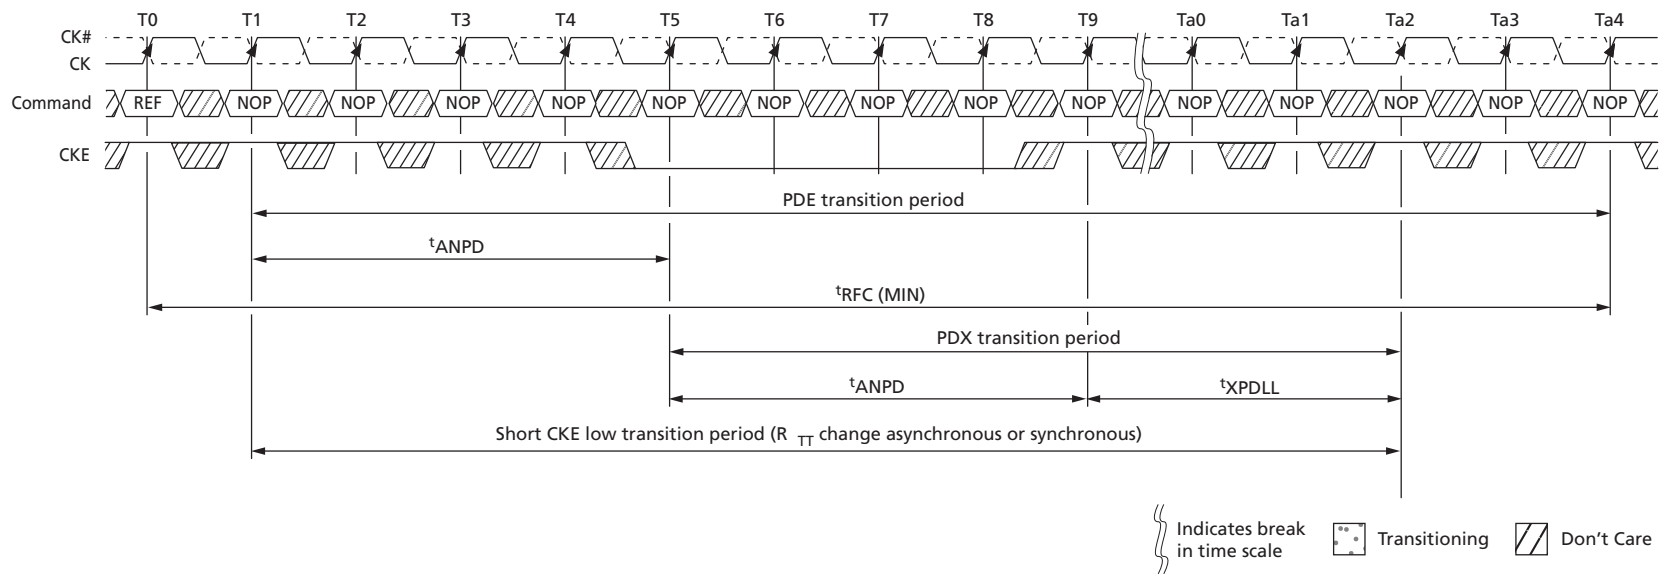 T0 T1 T2 T3 T4 T5 T6 T7 T8 T9 Ta0 Ta1 Ta2 Ta3 Ta4
CK#
CK
Command REF NOP NOP NOP NOP NOP NOP NOP NOP NOP NOP NOP NOP NOP NOP
CKE
PDE transition period
tANPD
tRFC (MIN)
PDX transition period
tANPD tXPDLL
Short CKE low transition period (R TT change asynchronous or synchronous)
Indicates break
in time scale
Transitioning
Don't Care